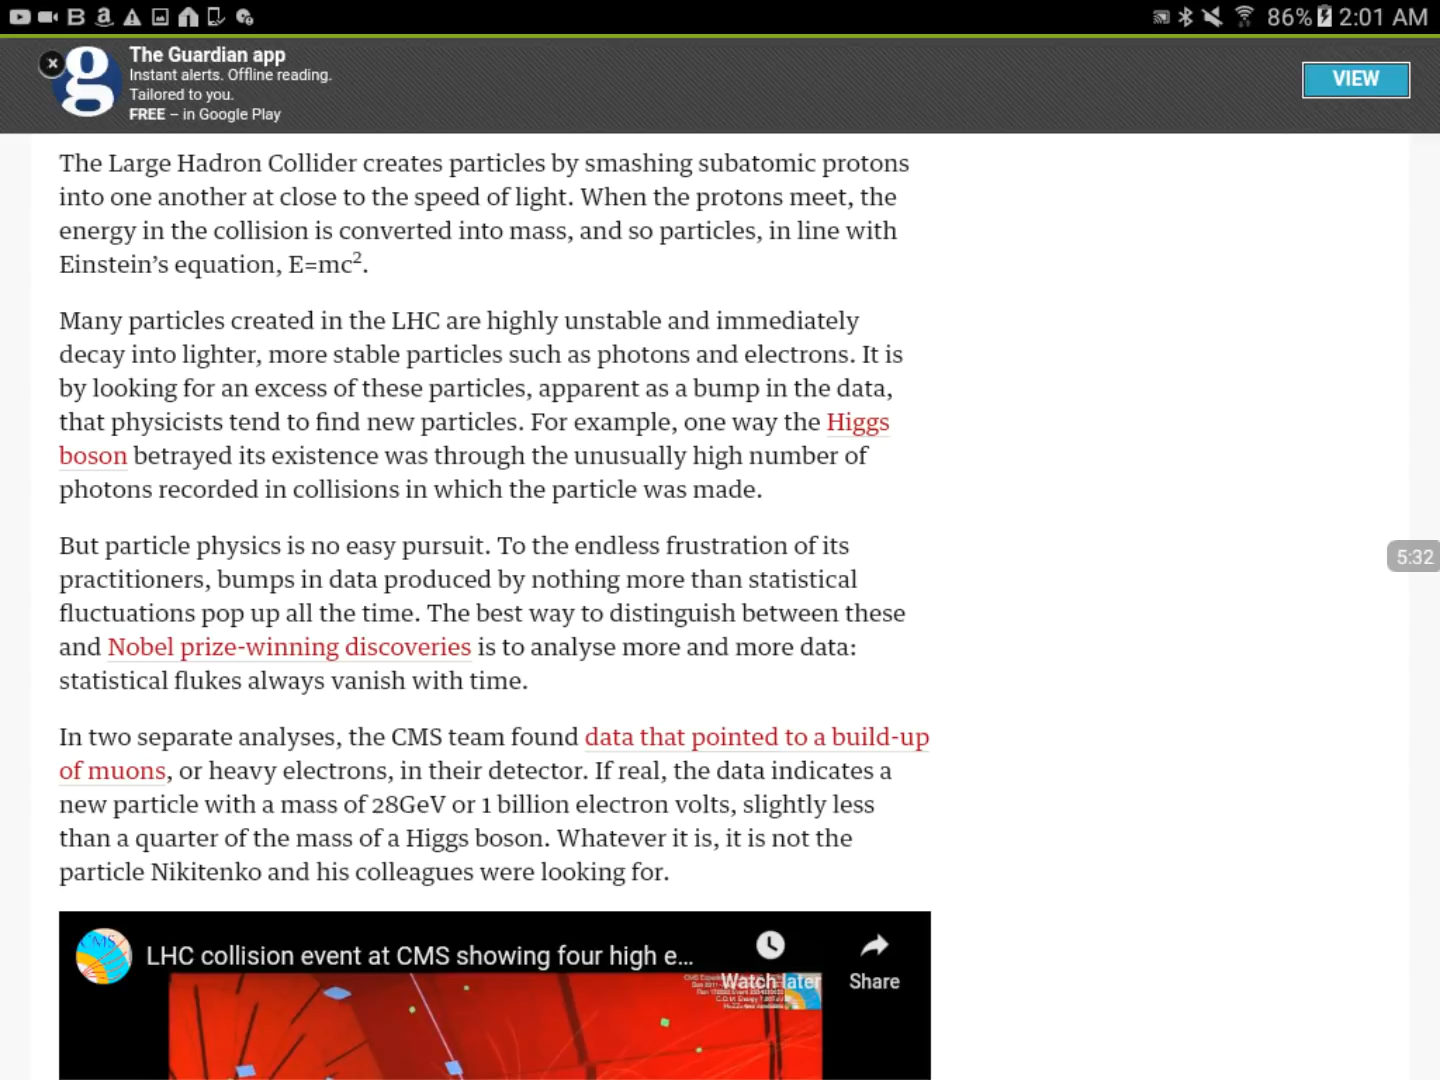 86% 2:01 AM
The Guardian app
Instant alerts. Offline reading.
Tailored to you.
FREE – in Google Play
VIEW
The Large Hadron Collider creates particles by smashing subatomic protons
into one another at close to the speed of light. When the protons meet, the
energy in the collision is converted into mass, and so particles, in line with
Einstein’s equation, E=mc².
Many particles created in the LHC are highly unstable and immediately
decay into lighter, more stable particles such as photons and electrons. It is
by looking for an excess of these particles, apparent as a bump in the data,
that physicists tend to find new particles. For example, one way the Higgs
boson betrayed its existence was through the unusually high number of
photons recorded in collisions in which the particle was made.
But particle physics is no easy pursuit. To the endless frustration of its
practitioners, bumps in data produced by nothing more than statistical
fluctuations pop up all the time. The best way to distinguish between these
and Nobel prize-winning discoveries is to analyse more and more data:
statistical flukes always vanish with time.
5:32
In two separate analyses, the CMS team found data that pointed to a build-up
of muons, or heavy electrons, in their detector. If real, the data indicates a
new particle with a mass of 28GeV or 1 billion electron volts, slightly less
than a quarter of the mass of a Higgs boson. Whatever it is, it is not the
particle Nikitenko and his colleagues were looking for.
CMS
LHC collision event at CMS showing four high e...
Watch later
Share